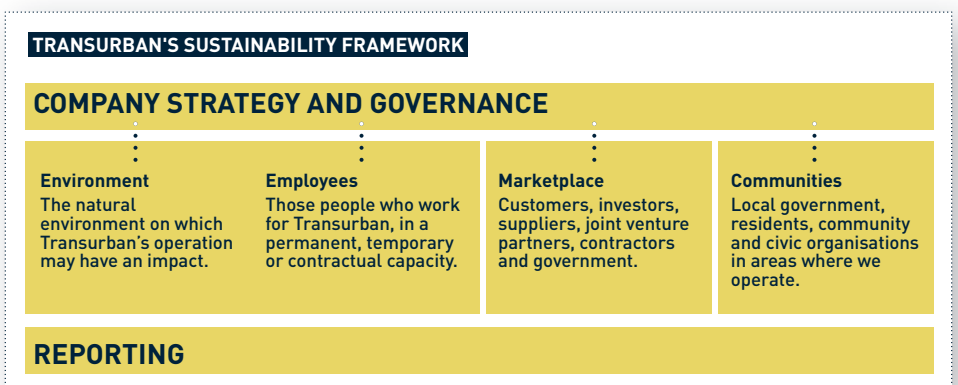 TRANSURBAN'S SUSTAINABILITY FRAMEWORK
COMPANY STRATEGY AND GOVERNANCE
Environment
The natural
environment on which
Transurban's operation
may have an impact.
Employees
Those people who work
for Transurban, in a
permanent, temporary
or contractual capacity.
Marketplace
Customers, investors,
suppliers, joint venture
partners, contractors
and government.
Communities
Local government,
residents, community
and civic organisations
in areas where we
operate.
REPORTING